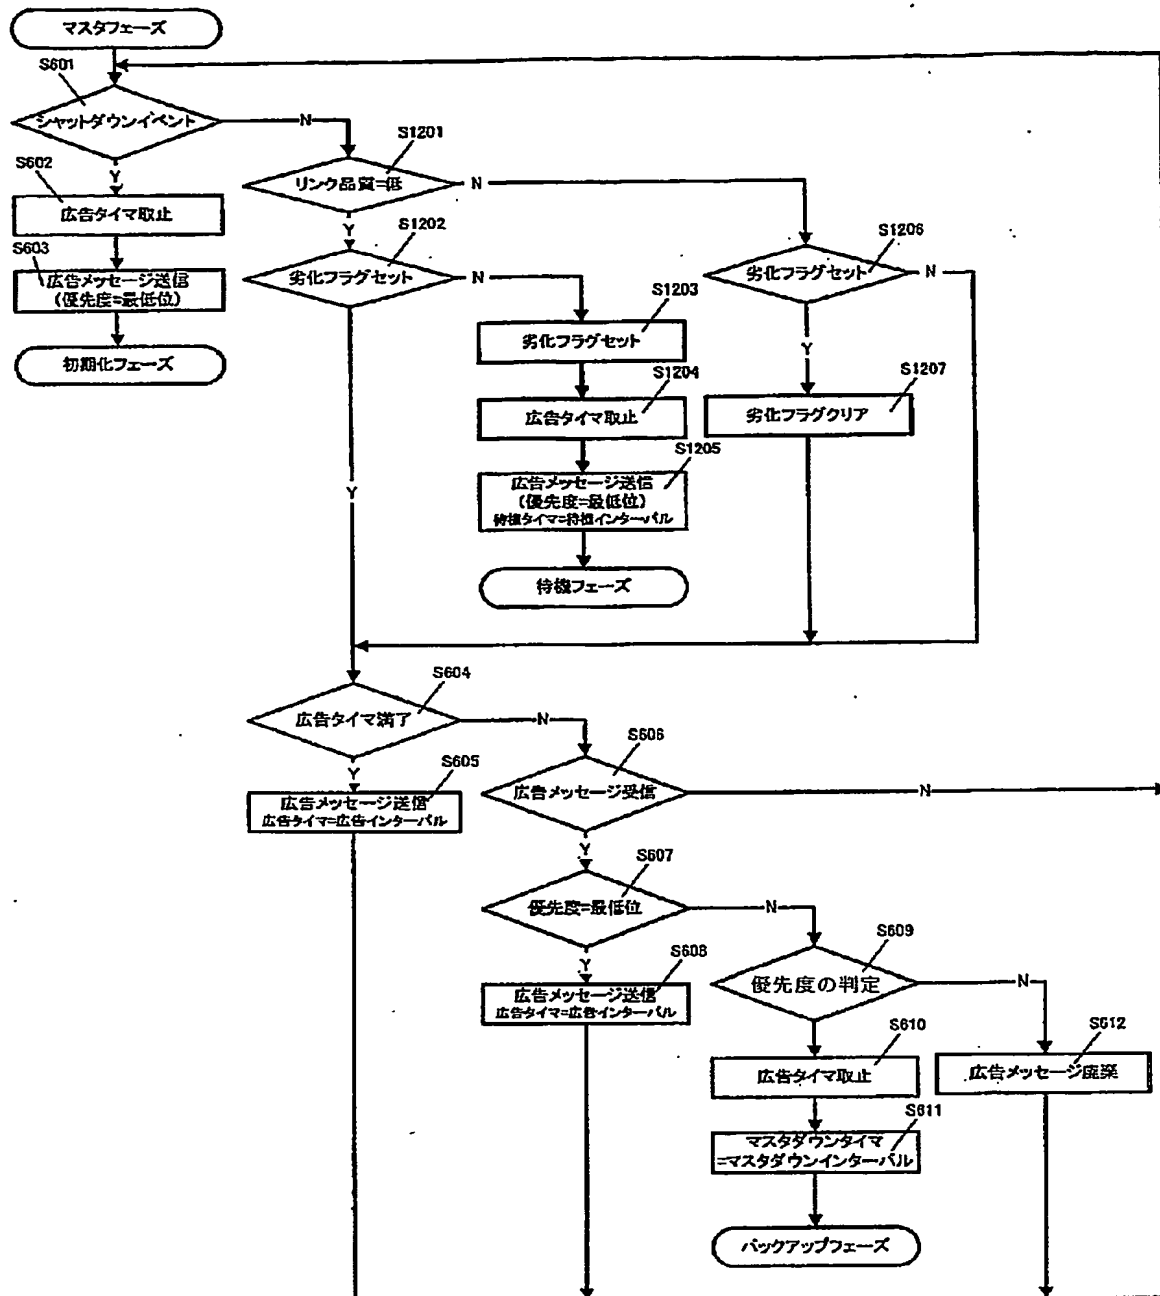 マスタフェーズ
S601
シャットダウンイベント
N
Y
S602
広告タイマ取止
S603
広告メッセージ送信
(優先度=最低位)
初期化フェーズ
S1201
リンク品質=低
N
Y
S1202
劣化フラグセット
N
Y
S1203
劣化フラグセット
S1204
広告タイマ取止
S1205
広告メッセージ送信
(優先度=最低位)
待機タイマ=待機インターバル
待機フェーズ
S1206
劣化フラグセット
N
Y
S1207
劣化フラグクリア
S604
広告タイマ満了
N
Y
S605
広告メッセージ送信
広告タイマ=広告インターバル
S606
広告メッセージ受信
N
Y
S607
優先度=最低位
N
Y
S608
広告メッセージ送信
広告タイマ=広告インターバル
S609
優先度の判定
N
S610
広告タイマ取止
S611
マスタダウンタイマ
=マスタダウンインターバル
バックアップフェーズ
S612
広告メッセージ廃棄